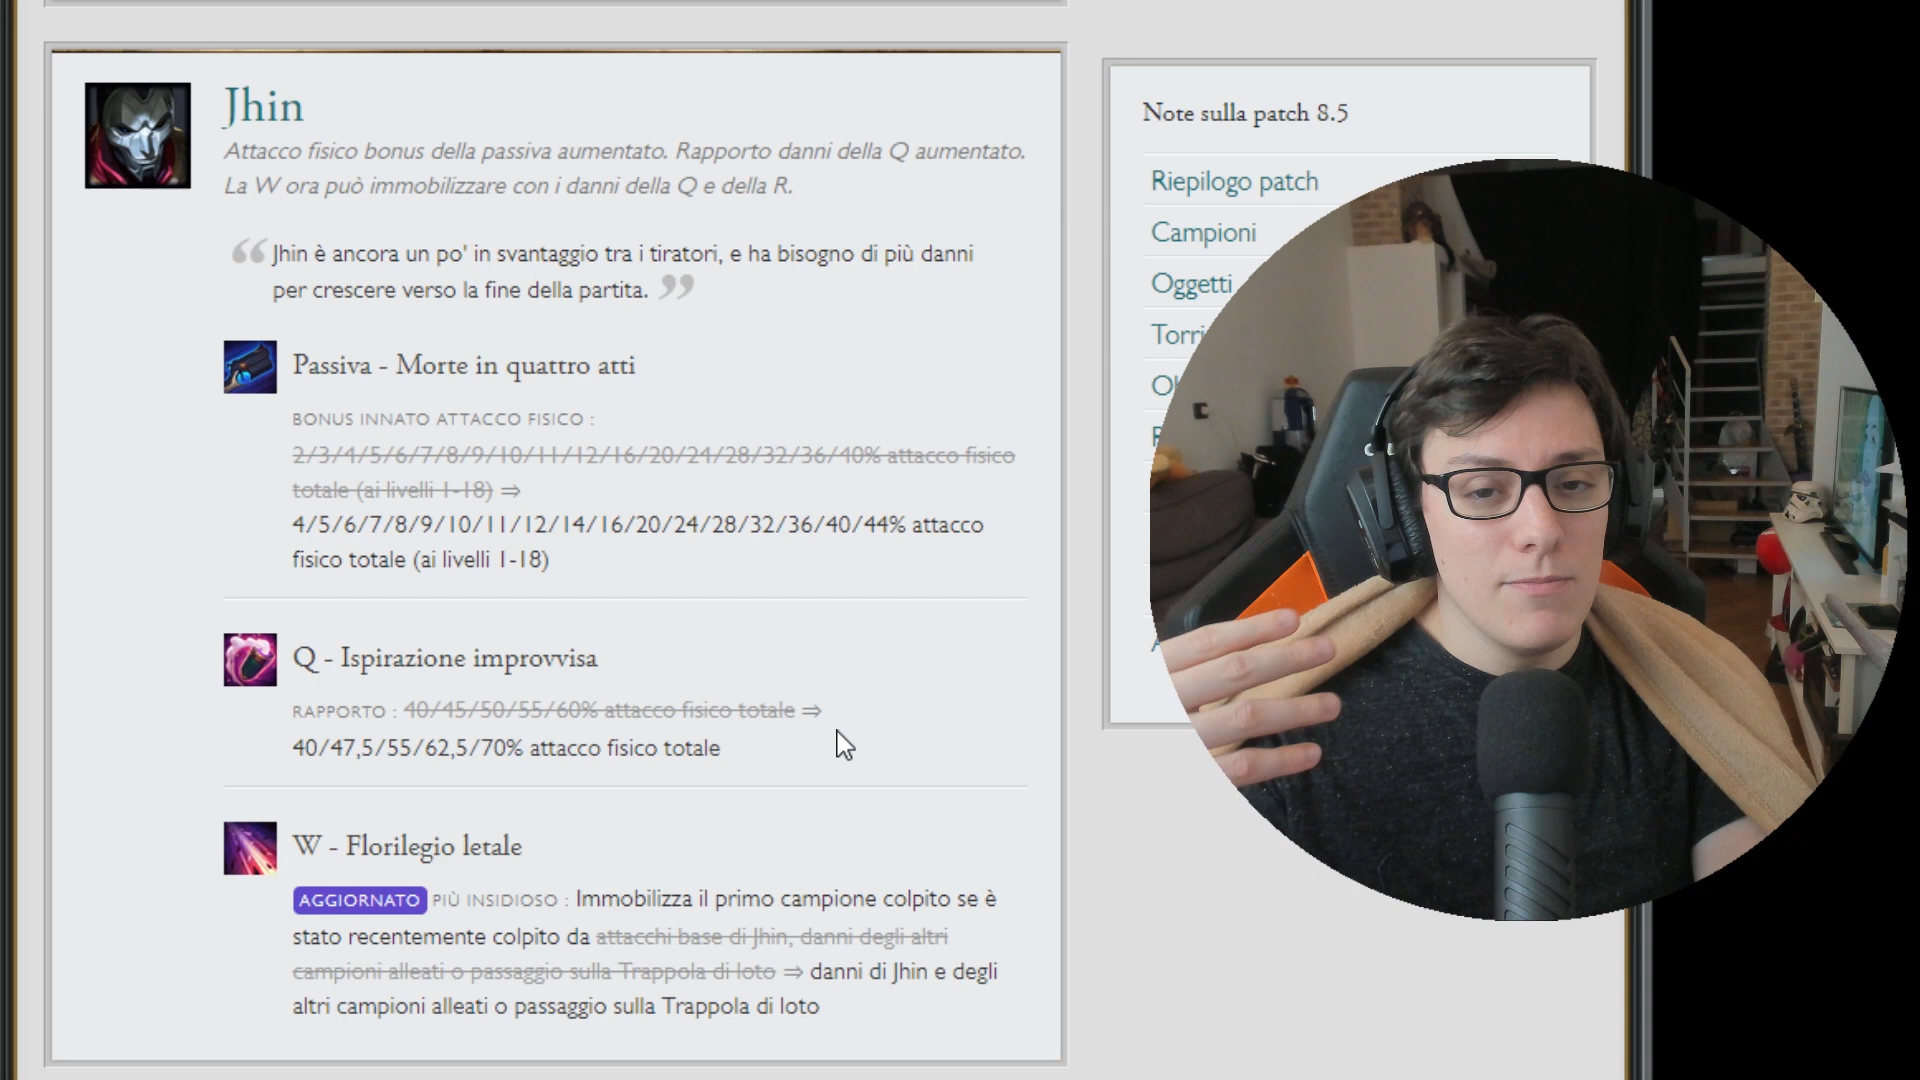 Jhin
Attacco fisico bonus della passiva aumentato. Rapporto danni della Q aumentato.
La W ora può immobilizzare con i danni della Q e della R.
“Jhin è ancora un po' in svantaggio tra i tiratori, e ha bisogno di più danni
per crescere verso la fine della partita.”
Passiva - Morte in quattro atti
BONUS INNATO ATTACCO FISICO :
2/3/4/5/6/7/8/9/10/11/12/16/20/24/28/32/36/40% attacco fisico
totale (ai livelli 1-18) ⇒
4/5/6/7/8/9/10/11/12/14/16/20/24/28/32/36/40/44% attacco
fisico totale (ai livelli 1-18)
Q - Ispirazione improvvisa
RAPPORTO : 40/45/50/55/60% attacco fisico totale ⇒
40/47,5/55/62,5/70% attacco fisico totale
W - Florilegio letale
AGGIORNATO PIÙ INSIDIOSO : Immobilizza il primo campione colpito se è
stato recentemente colpito da attacchi base di Jhin, danni degli altri
campioni alleati o passaggio sulla Trappola di loto ⇒ danni di Jhin e degli
altri campioni alleati o passaggio sulla Trappola di loto
Note sulla patch 8.5
Riepilogo patch
Campioni
Oggetti